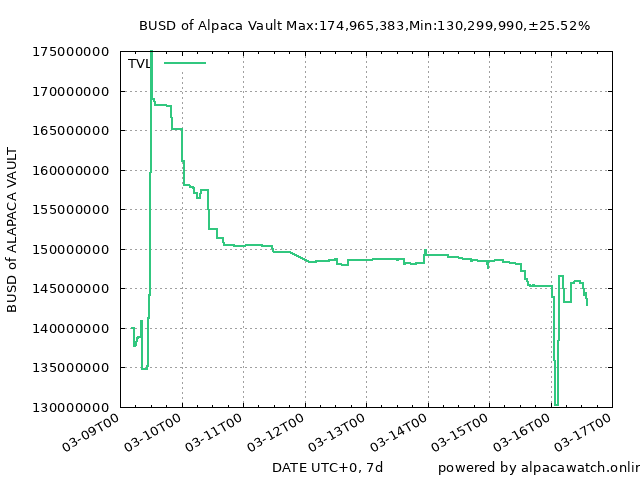 BUSD of Alpaca Vault Max:174,965,383,Min:130,299,990,±25.52%
175000000
TVL
170000000
165000000
160000000
155000000
150000000
145000000
140000000
135000000
130000000
BUSD of ALAPACA VAULT
03-09T00
03-10T00
03-11T00
03-12T00
03-13T00
03-14T00
03-15T00
03-16T00
03-17T00
DATE UTC+0, 7d
powered by alpacawatch.onlin